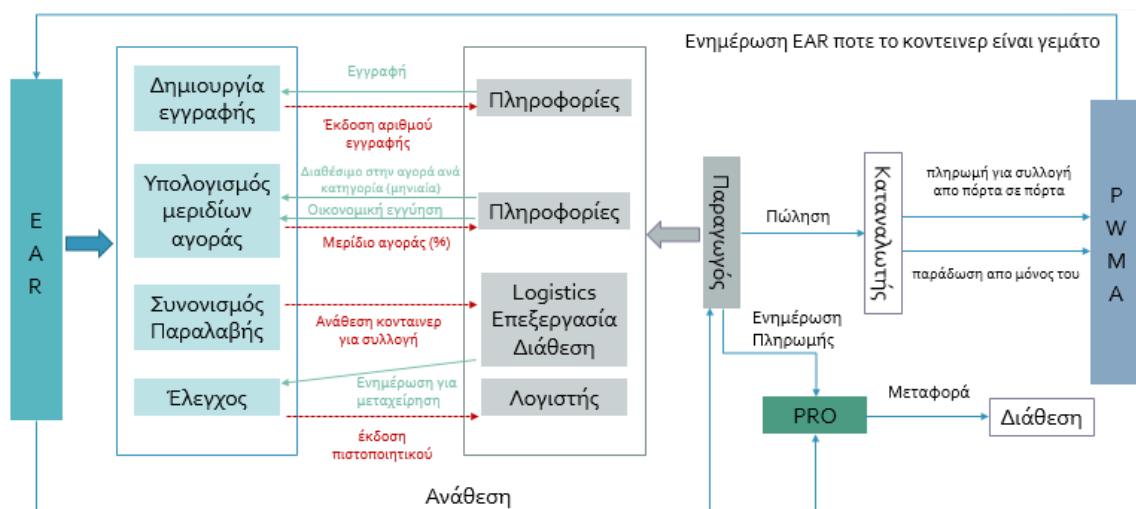 Ενημέρωση EAR ποτε το κοντεινερ είναι γεμάτο
E
A
R
Δημιουργία
εγγραφής
Εγγραφή
Έκδοση αριθμού
εγγραφής
Πληροφορίες
Υπολογισμός
μεριδίων
αγοράς
Διαθέσιμο στην αγορά ανά
κατηγορία (μηνιαία)
Οικονομική εγγύηση
Μερίδιο αγοράς (%)
Πληροφορίες
Συνονισμός
Παραλαβής
Ανάθεση κονταινερ
για συλλογή
Logistics
Επεξεργασία
Διάθεση
Έλεγχος
Ενημέρωση για
μεταχείρηση
έκδοση
πιστοποιητικού
Λογιστής
Παραγωγός
Πώληση
Καταναλωτής
πληρωμή για συλλογή
απο πόρτα σε πόρτα
παράδωση απο μόνος του
P
W
M
A
Ενημέρωση
Πληρωμής
PRO
Μεταφορά
Διάθεση
Ανάθεση